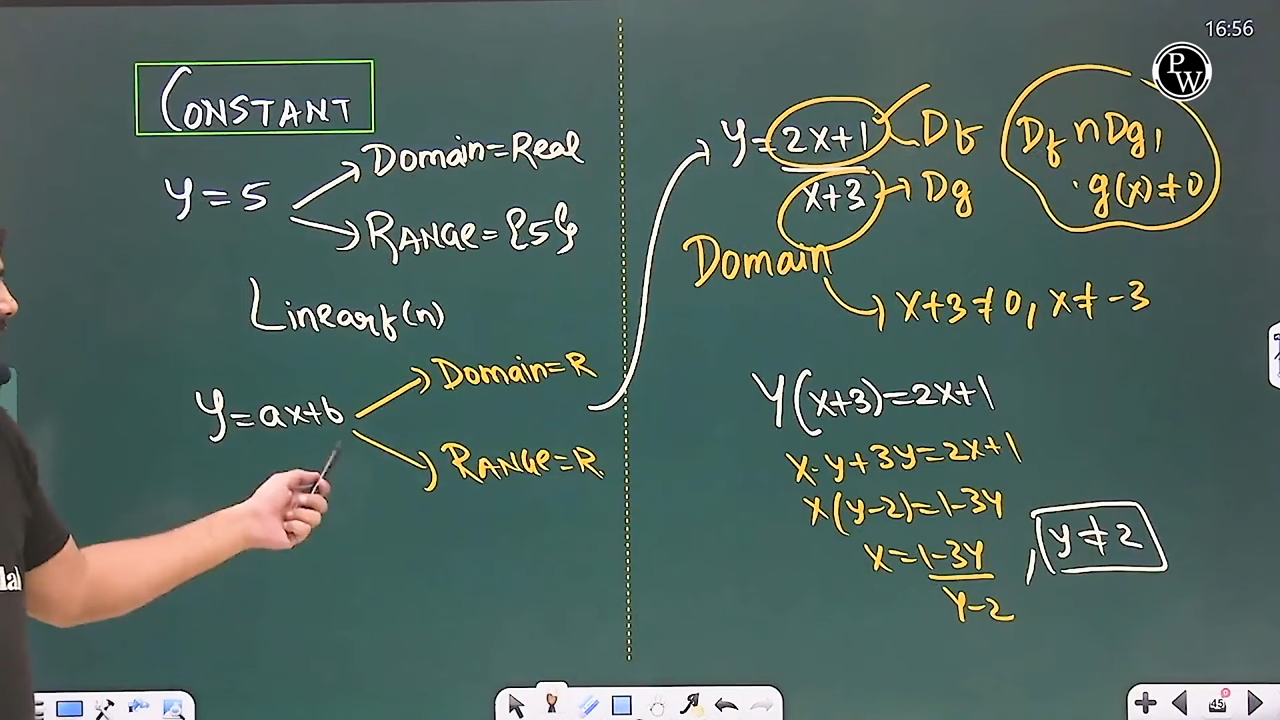 16:56
PW
CONSTANT
Y = 5
Domain = Real
RANGE = {5}
Linear f(n)
y = ax+b
Domain = R
RANGE = R
Y = 2x+1
x+3
Df
Dg
Df ∩ Dg,
g(x) ≠ 0
Domain
x+3 ≠ 0, x ≠ -3
Y(x+3) = 2x+1
x·y+3y = 2x+1
x(y-2) = 1-3y
x = 1-3y
y-2
, y ≠ 2
45